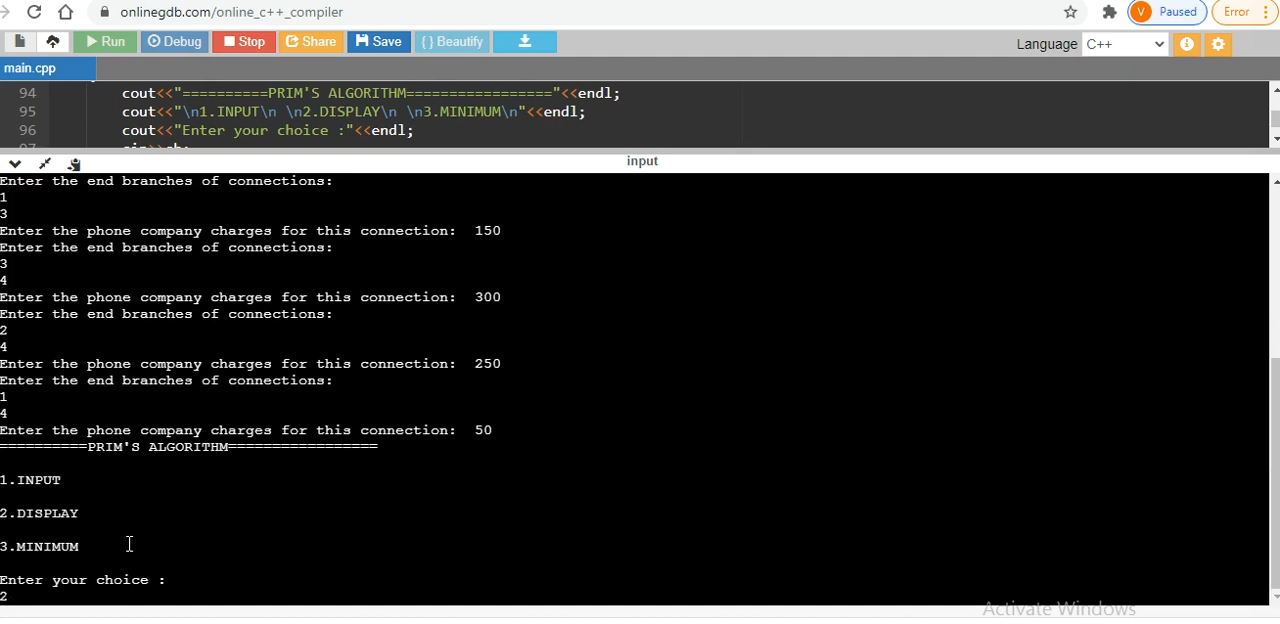 onlinegdb.com/online_c++_compiler
V Paused
Error
Run Debug Stop Share Save { } Beautify
Language C++
main.cpp
94 cout<<"==========PRIM'S ALGORITHM================="<<endl;
95 cout<<"\n1.INPUT\n \n2.DISPLAY\n \n3.MINIMUM\n"<<endl;
96 cout<<"Enter your choice :"<<endl;
97 cin>>ch;
input
Enter the end branches of connections:
1
3
Enter the phone company charges for this connection: 150
Enter the end branches of connections:
3
4
Enter the phone company charges for this connection: 300
Enter the end branches of connections:
2
4
Enter the phone company charges for this connection: 250
Enter the end branches of connections:
1
4
Enter the phone company charges for this connection: 50
==========PRIM'S ALGORITHM=================
1.INPUT
2.DISPLAY
3.MINIMUM
Enter your choice :
2
Activate Windows